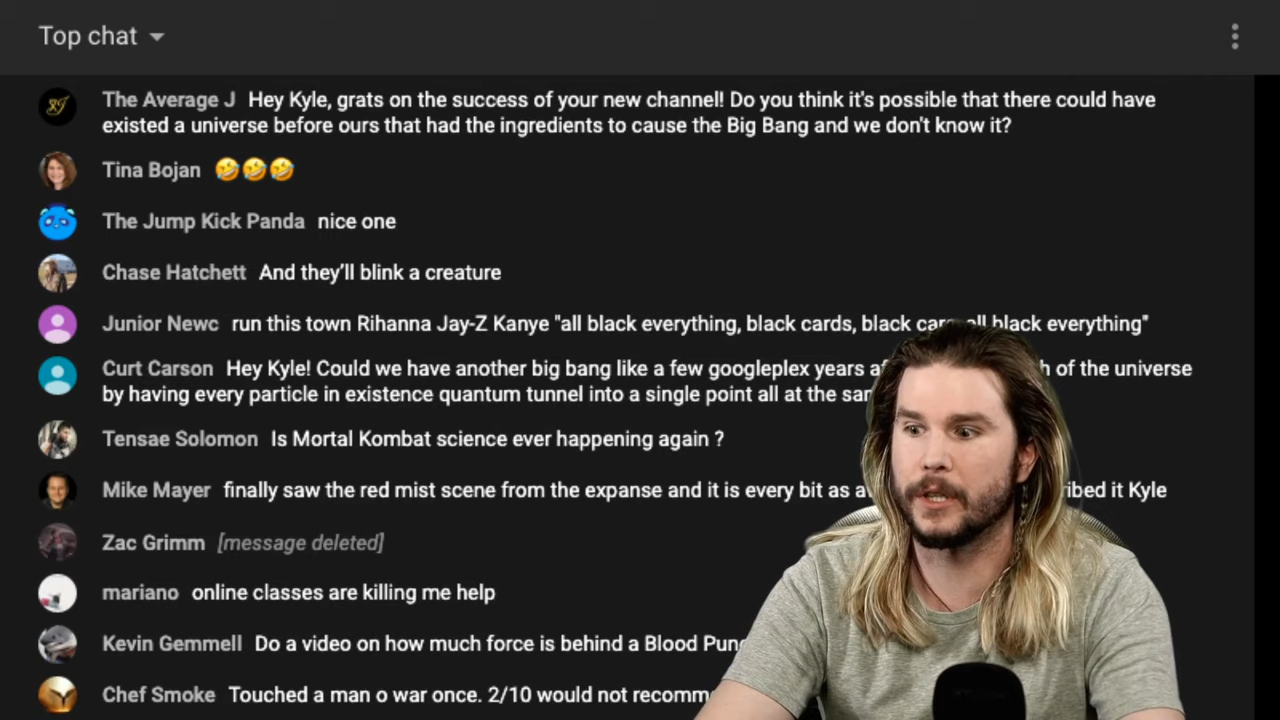 Top chat
The Average J Hey Kyle, grats on the success of your new channel! Do you think it's possible that there could have
existed a universe before ours that had the ingredients to cause the Big Bang and we don't know it?
Tina Bojan 🤣🤣🤣
The Jump Kick Panda nice one
Chase Hatchett And they'll blink a creature
Junior Newc run this town Rihanna Jay-Z Kanye "all black everything, black cards, black all black everything"
Curt Carson Hey Kyle! Could we have another big bang like a few googleplex years of the universe
by having every particle in existence quantum tunnel into a single point all at the
Tensae Solomon Is Mortal Kombat science ever happening again ?
Mike Mayer finally saw the red mist scene from the expanse and it is every bit as it Kyle
Zac Grimm [message deleted]
mariano online classes are killing me help
Kevin Gemmell Do a video on how much force is behind a Blood
Chef Smoke Touched a man o war once. 2/10 would not